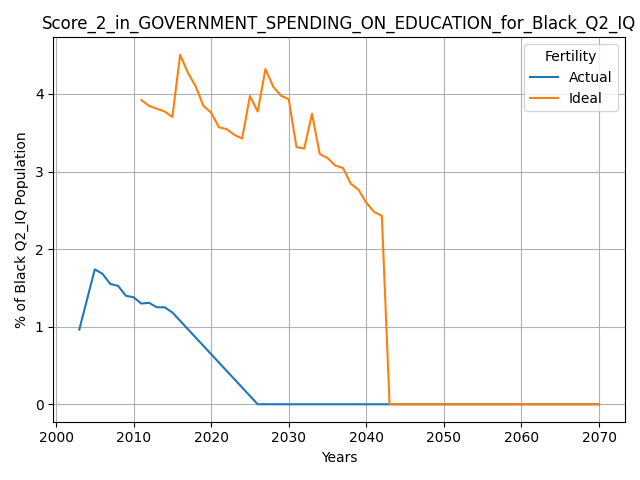 Score_2_in_GOVERNMENT_SPENDING_ON_EDUCATION_for_Black_Q2_IQ
Fertility
Actual
Ideal
% of Black Q2_IQ Population
4
3
2
1
0
2000 2010 2020 2030 2040 2050 2060 2070
Years